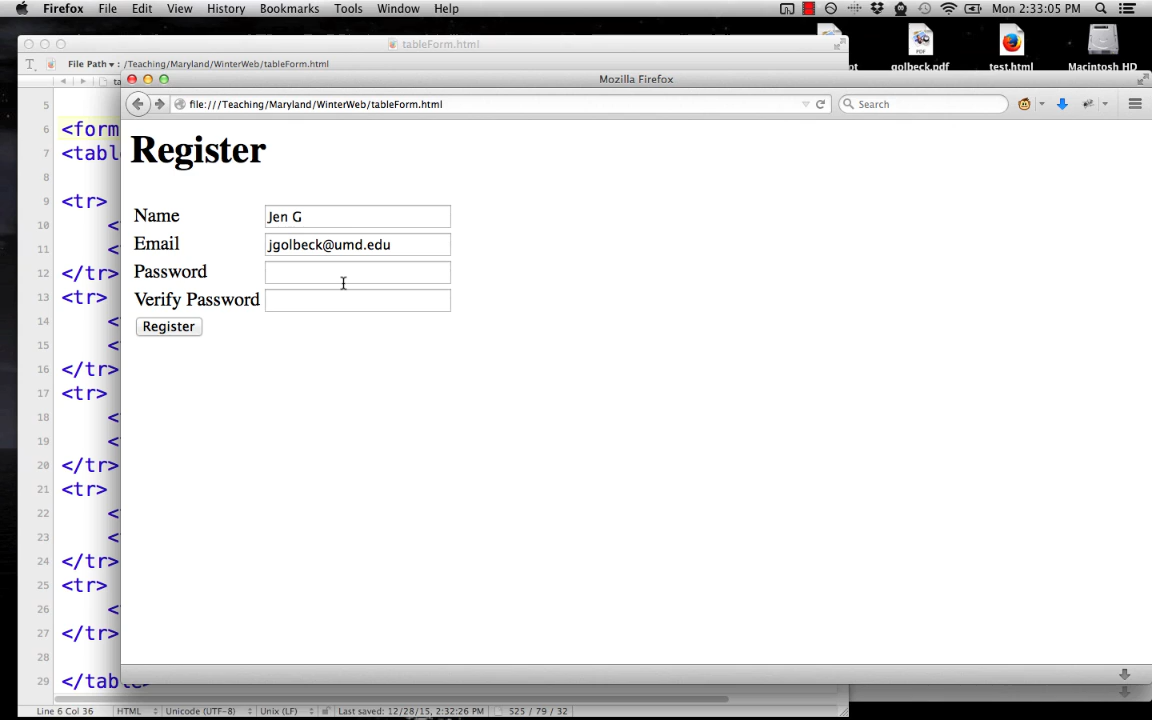 Firefox File Edit View History Bookmarks Tools Window Help Mon 2:33:05 PM
tableForm.html
File Path ▾ : /Teaching/Maryland/WinterWeb/tableForm.html
golbeck.pdf test.html Macintosh HD
Mozilla Firefox
file:///Teaching/Maryland/WinterWeb/tableForm.html Search
5
6 <form
7 <tabl
8
9 <tr>
10 <
11 <
12 </tr>
13 <tr>
14 <
15 <
16 </tr>
17 <tr>
18 <
19 <
20 </tr>
21 <tr>
22 <
23 <
24 </tr>
25 <tr>
26 <
27 </tr>
28
29 </table>
Register
Name Jen G
Email jgolbeck@umd.edu
Password
Verify Password
Register
Line 6 Col 36 HTML Unicode (UTF-8) Unix (LF) Last saved: 12/28/15, 2:32:26 PM 525 / 79 / 32